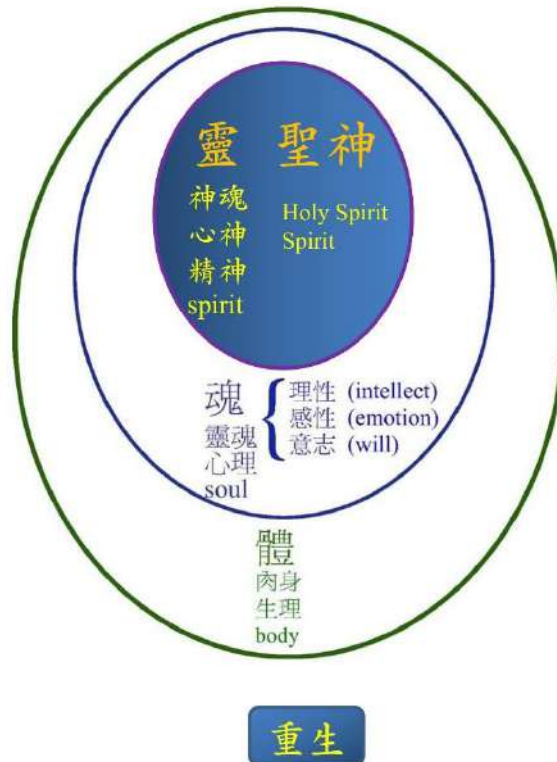 靈 聖神
神魂
心神
精神
spirit
Holy Spirit
Spirit
魂
靈魂
心理
soul
{ 理性 (intellect)
感性 (emotion)
意志 (will)
體
肉身
生理
body
重生